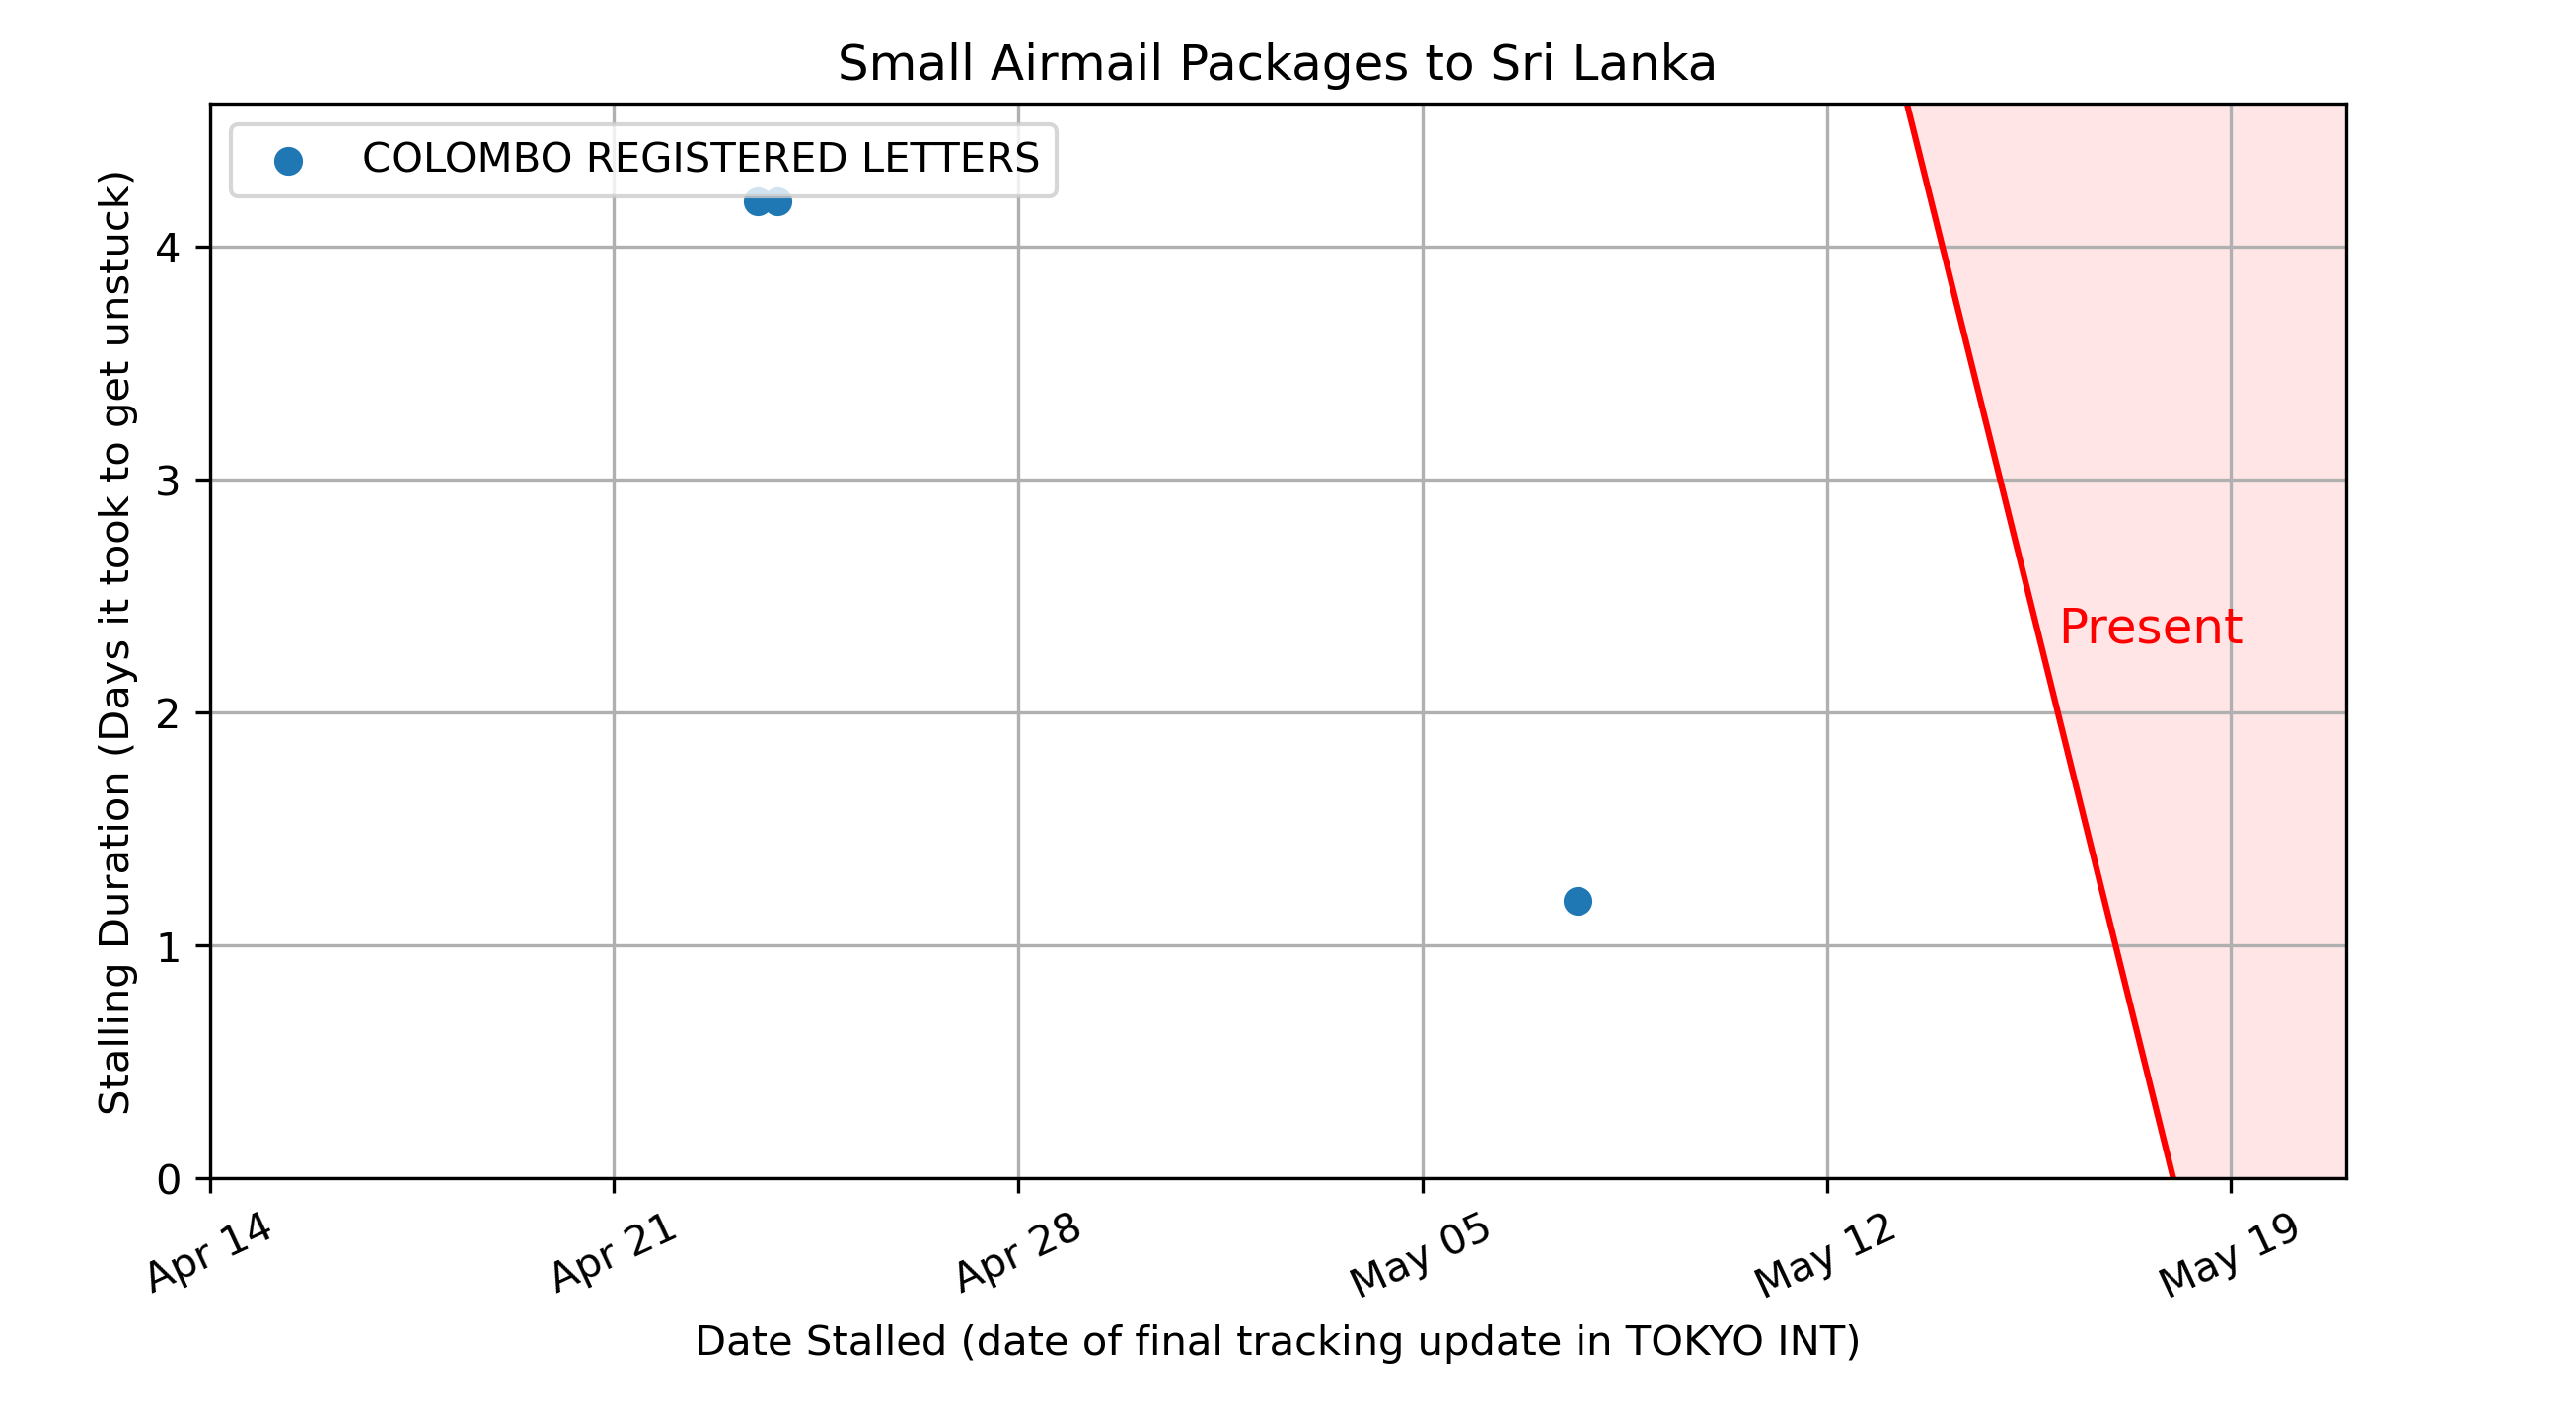 Small Airmail Packages to Sri Lanka
COLOMBO REGISTERED LETTERS
Stalling Duration (Days it took to get unstuck)
4
3
2
1
0
Present
Apr 14
Apr 21
Apr 28
May 05
May 12
May 19
Date Stalled (date of final tracking update in TOKYO INT)